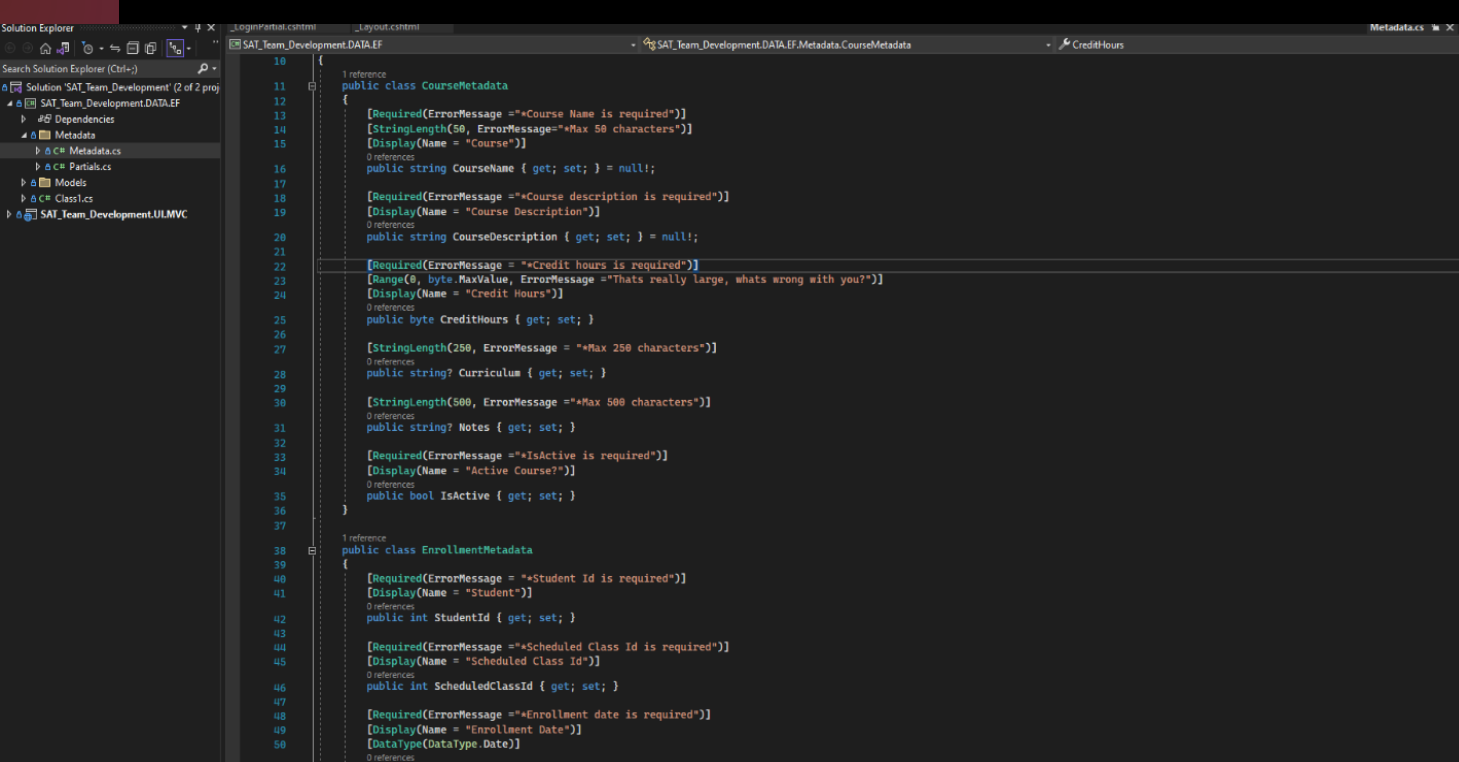 Solution Explorer
Search Solution Explorer (Ctrl+;)
Solution 'SAT_Team_Development' (2 of 2 proj
SAT_Team_Development.DATA.EF
Dependencies
Metadata
C# Metadata.cs
C# Partials.cs
Models
C# Class1.cs
SAT_Team_Development.UI.MVC
_LoginPartial.cshtml _Layout.cshtml Metadata.cs
SAT_Team_Development.DATA.EF SAT_Team_Development.DATA.EF.Metadata.CourseMetadata CreditHours
10 {
1 reference
11 public class CourseMetadata
12 {
13 [Required(ErrorMessage ="*Course Name is required")]
14 [StringLength(50, ErrorMessage="*Max 50 characters")]
15 [Display(Name = "Course")]
0 references
16 public string CourseName { get; set; } = null!;
17
18 [Required(ErrorMessage ="*Course description is required")]
19 [Display(Name = "Course Description")]
0 references
20 public string CourseDescription { get; set; } = null!;
21
22 [Required(ErrorMessage = "*Credit hours is required")]
23 [Range(0, byte.MaxValue, ErrorMessage ="Thats really large, whats wrong with you?")]
24 [Display(Name = "Credit Hours")]
0 references
25 public byte CreditHours { get; set; }
26
27 [StringLength(250, ErrorMessage = "*Max 250 characters")]
0 references
28 public string? Curriculum { get; set; }
29
30 [StringLength(500, ErrorMessage ="*Max 500 characters")]
0 references
31 public string? Notes { get; set; }
32
33 [Required(ErrorMessage ="*IsActive is required")]
34 [Display(Name = "Active Course?")]
0 references
35 public bool IsActive { get; set; }
36 }
37
1 reference
38 public class EnrollmentMetadata
39 {
40 [Required(ErrorMessage = "*Student Id is required")]
41 [Display(Name = "Student")]
0 references
42 public int StudentId { get; set; }
43
44 [Required(ErrorMessage ="*Scheduled Class Id is required")]
45 [Display(Name = "Scheduled Class Id")]
0 references
46 public int ScheduledClassId { get; set; }
47
48 [Required(ErrorMessage ="*Enrollment date is required")]
49 [Display(Name = "Enrollment Date")]
50 [DataType(DataType.Date)]
0 references